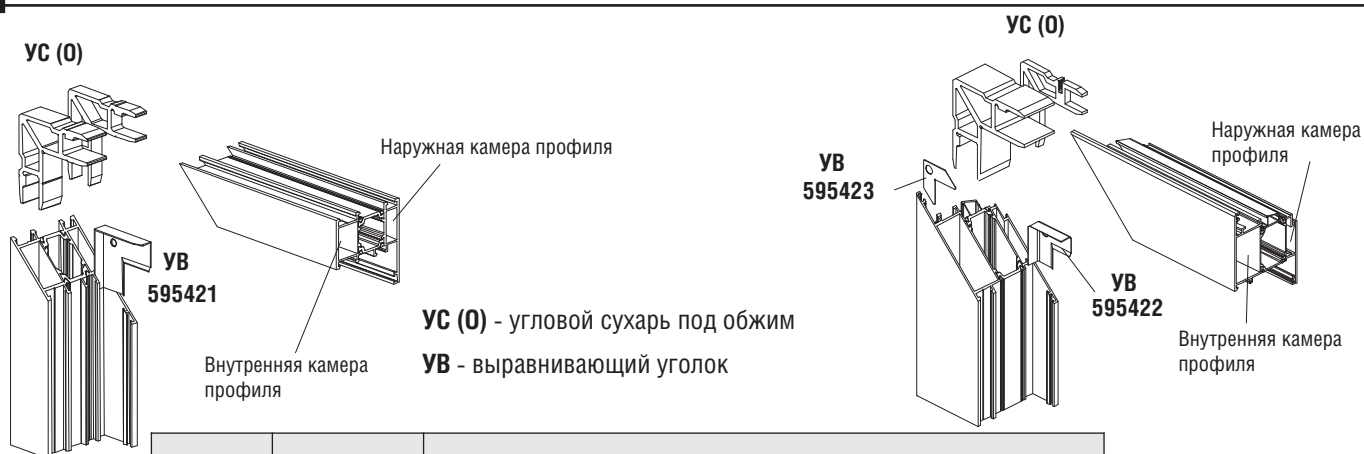 УС (О)
УС (О)
Наружная камера профиля
Наружная камера
профиля
УВ
595423
УВ
595421
УВ
595422
УС (О) - угловой сухарь под обжим
УВ - выравнивающий уголок
Внутренняя камера
профиля
Внутренняя камера
профиля